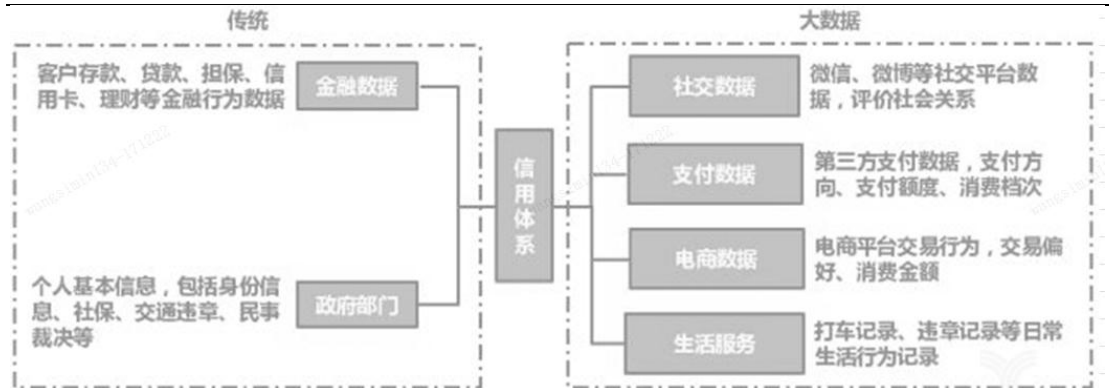 传统
大数据
客户存款、贷款、担保、信
用卡、理财等金融行为数据
金融数据
个人基本信息，包括身份信
息、社保、交通违章、民事
裁决等
政府部门
信用体系
社交数据
微信、微博等社交平台数
据，评价社会关系
支付数据
第三方支付数据，支付方
向、支付额度、消费档次
电商数据
电商平台交易行为，交易偏
好、消费金额
生活服务
打车记录、违章记录等日常
生活行为记录